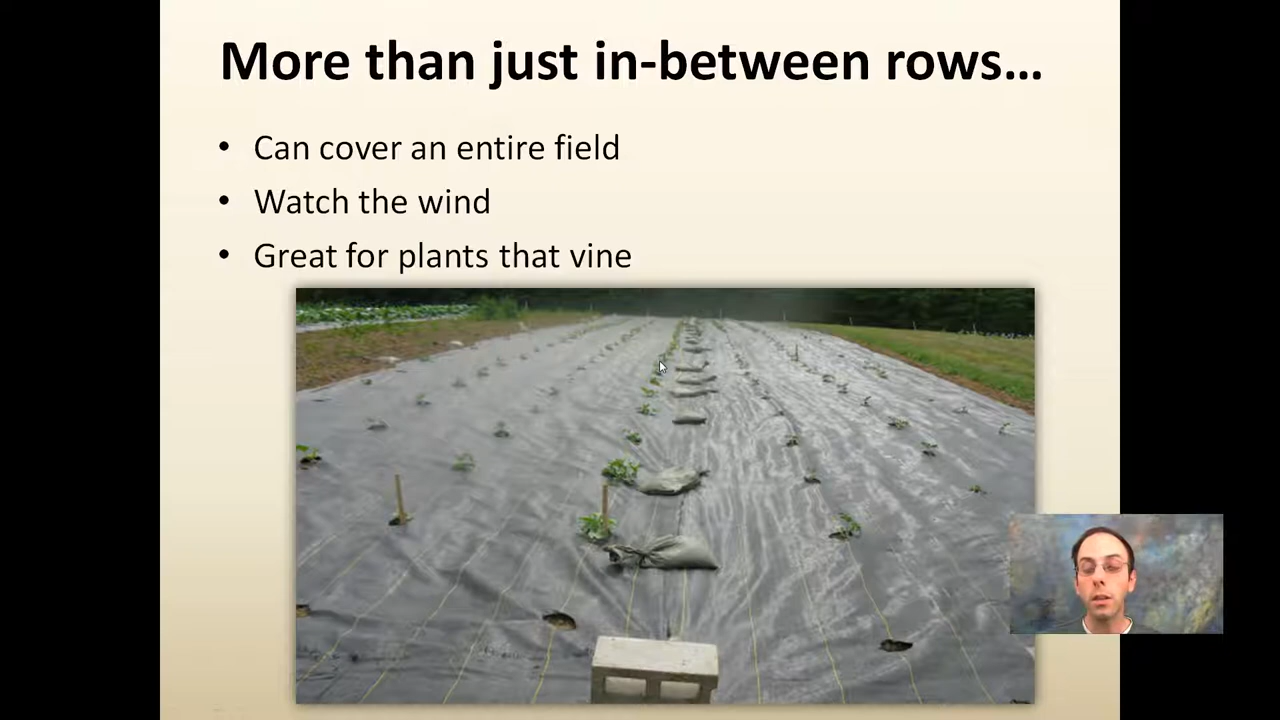 More than just in-between rows...
• Can cover an entire field
• Watch the wind
• Great for plants that vine